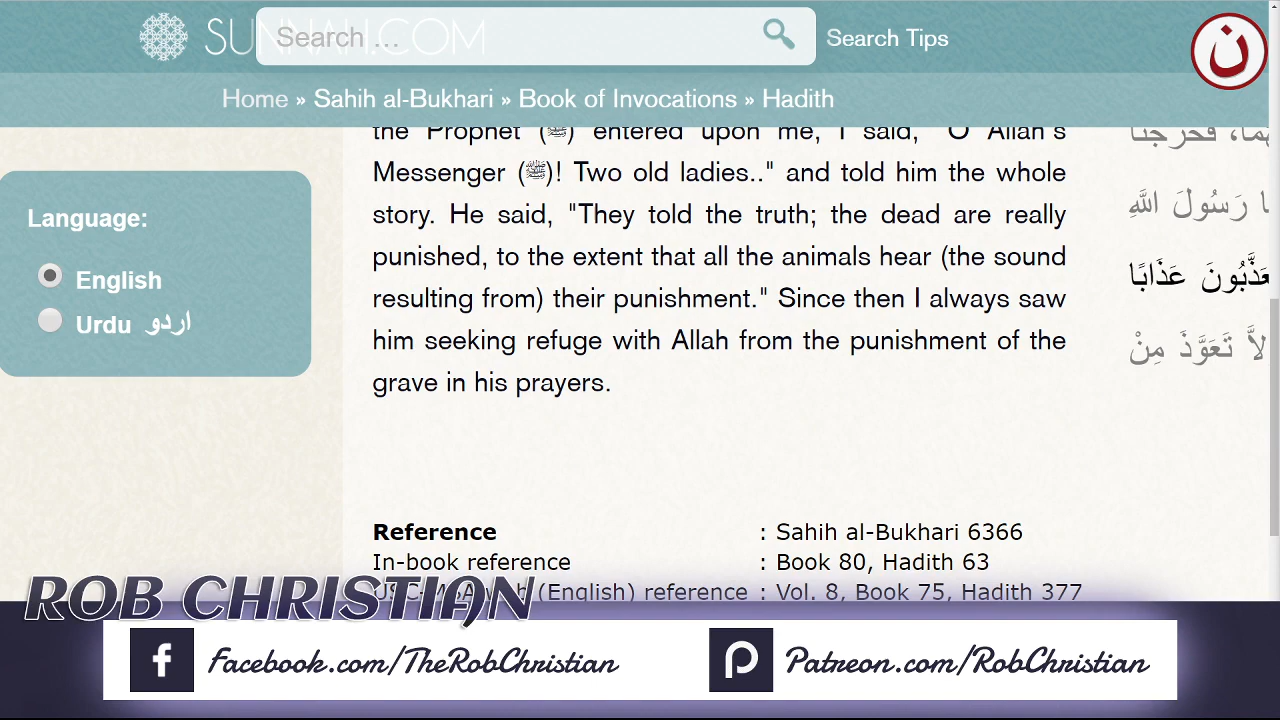 SUNNAH.COM
Search ...
Search Tips
ن
Home » Sahih al-Bukhari » Book of Invocations » Hadith
the Prophet (ﷺ) entered upon me, I said, "O Allah's
Messenger (ﷺ)! Two old ladies.." and told him the whole
story. He said, "They told the truth; the dead are really
punished, to the extent that all the animals hear (the sound
resulting from) their punishment." Since then I always saw
him seeking refuge with Allah from the punishment of the
grave in his prayers.
رَسُولَ اللَّهِ
عَذَابًا
لاَّ تَعَوَّذَ مِنْ
Language:
English
Urdu اردو
Reference : Sahih al-Bukhari 6366
In-book reference : Book 80, Hadith 63
(English) reference : Vol. 8, Book 75, Hadith 377
ROB CHRISTIAN
Facebook.com/TheRobChristian
Patreon.com/RobChristian